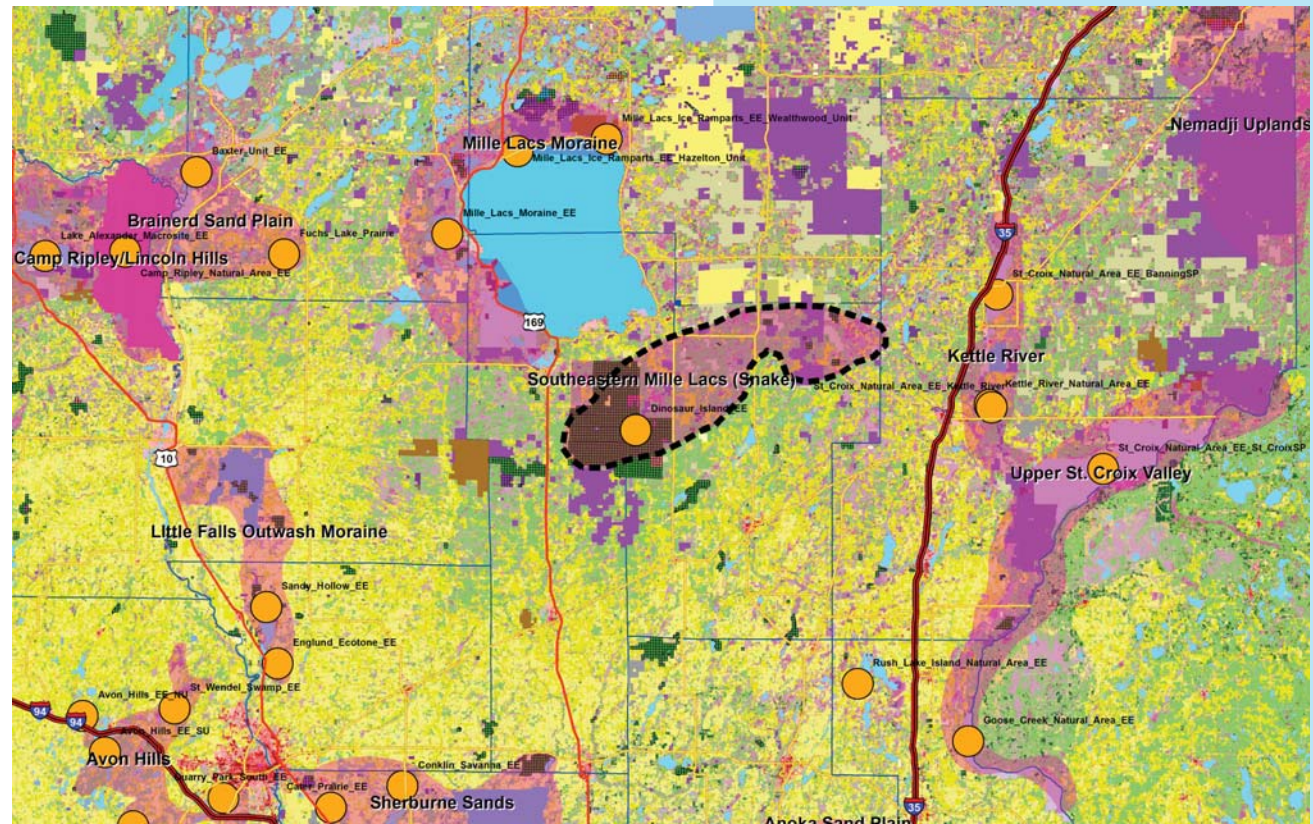 Mille_Lacs_Ice_Ramparts_EE_Wealthwood_Unit
Nemadji Uplands
Mille Lacs Moraine
Baxter_Unit_EE
Mille_Lacs_Ice_Ramparts_EE_Hazelton_Unit
Mille_Lacs_Moraine_EE
Brainerd Sand Plain
Lake_Alexander_Macrosite_EE
Fuchs_Lake_Prairie
35
Camp Ripley/Lincoln Hills
Camp_Ripley_Natural_Area_EE
St_Croix_Natural_Area_EE_BanningSP
10
169
Kettle River
Southeastern Mille Lacs (Snake)
St_Croix_Natural_Area_EE_Kettle_River
Kettle_River_Natural_Area_EE
Dinosaur_Island_EE
St_Croix_Natural_Area_EE_St_CroixSP
10
Upper St. Croix Valley
Little Falls Outwash Moraine
Sandy_Hollow_EE
Englund_Ecotone_EE
Rush_Lake_Island_Natural_Area_EE
St_Wendel_Swamp_EE
Avon_Hills_EE_NU
94
94
Goose_Creek_Natural_Area_EE
Avon_Hills_EE_SU
Avon Hills
Conklin_Savanna_EE
Quarry_Park_South_EE
Cater_Prairie_EE
Sherburne Sands
35
Anoka Sand Plain